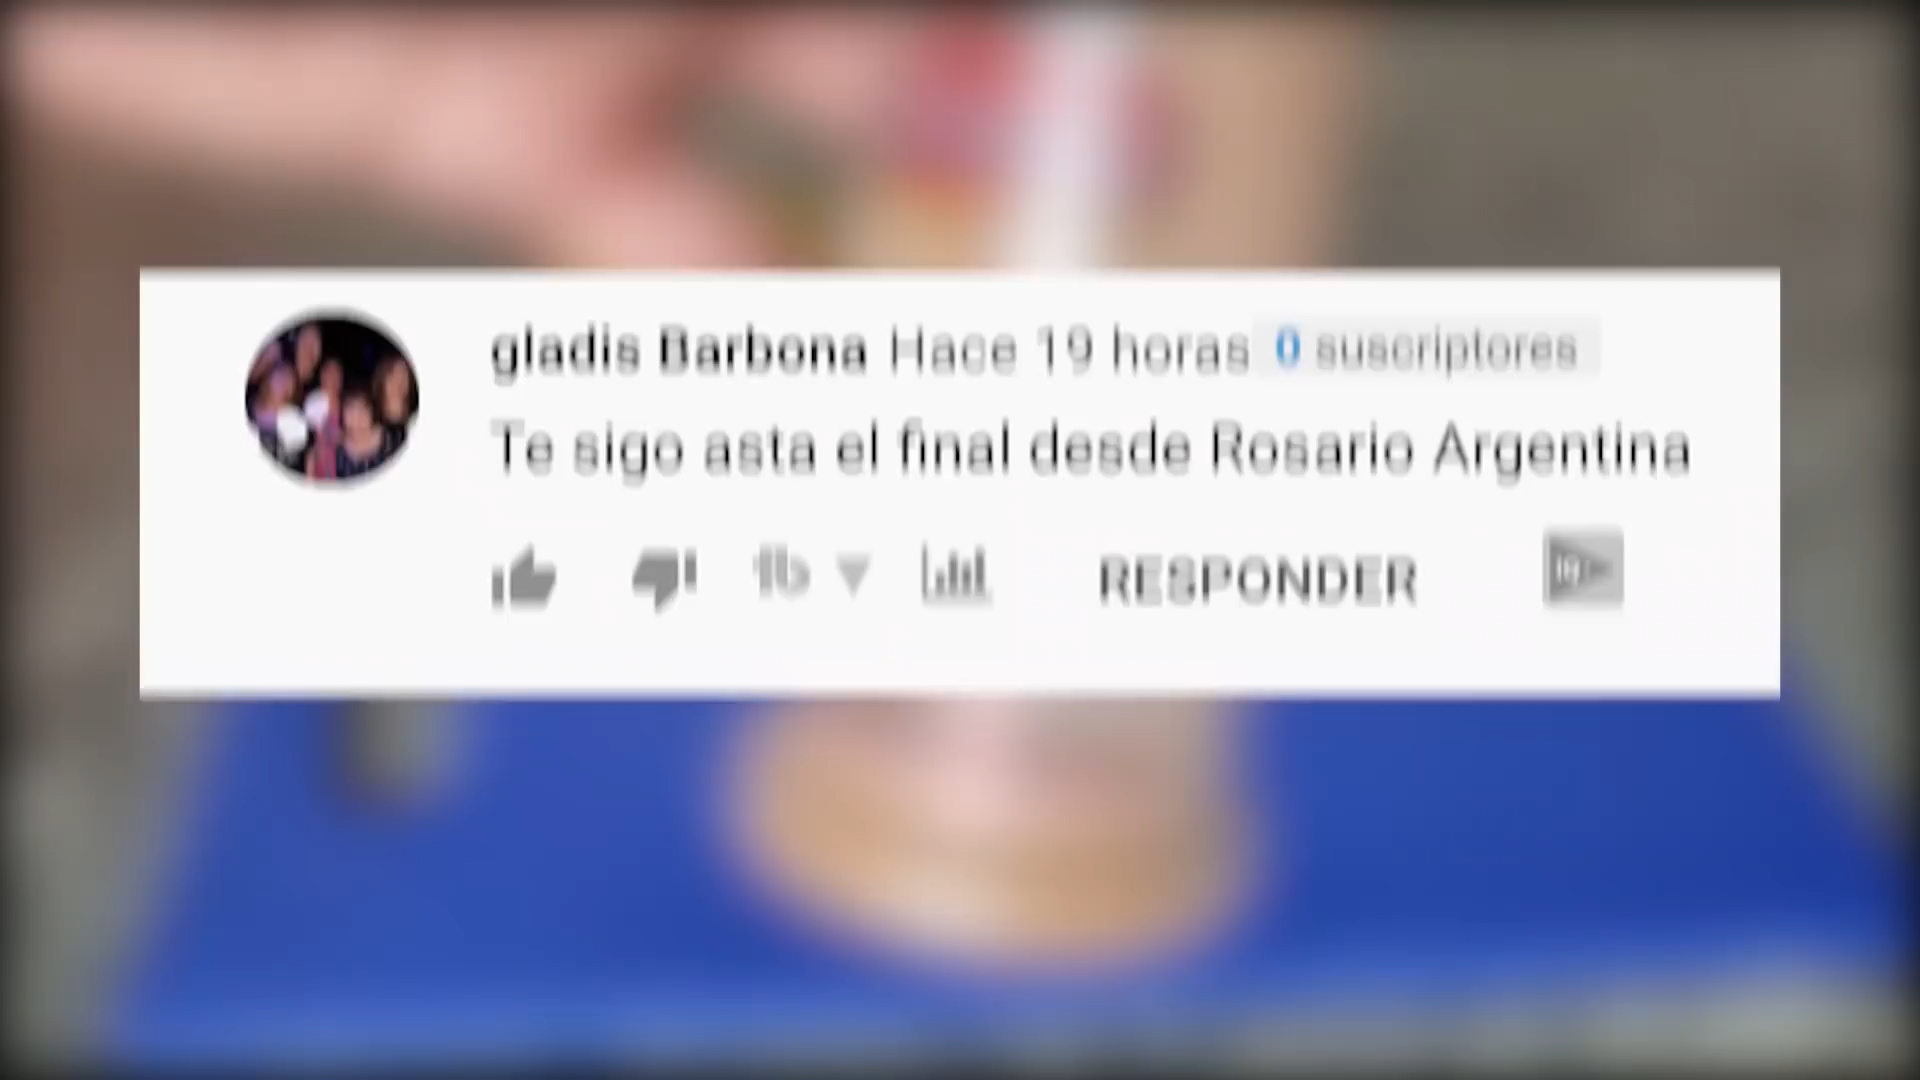 gladis Barbona Hace 19 horas 0 suscriptores
Te sigo asta el final desde Rosario Argentina
RESPONDER